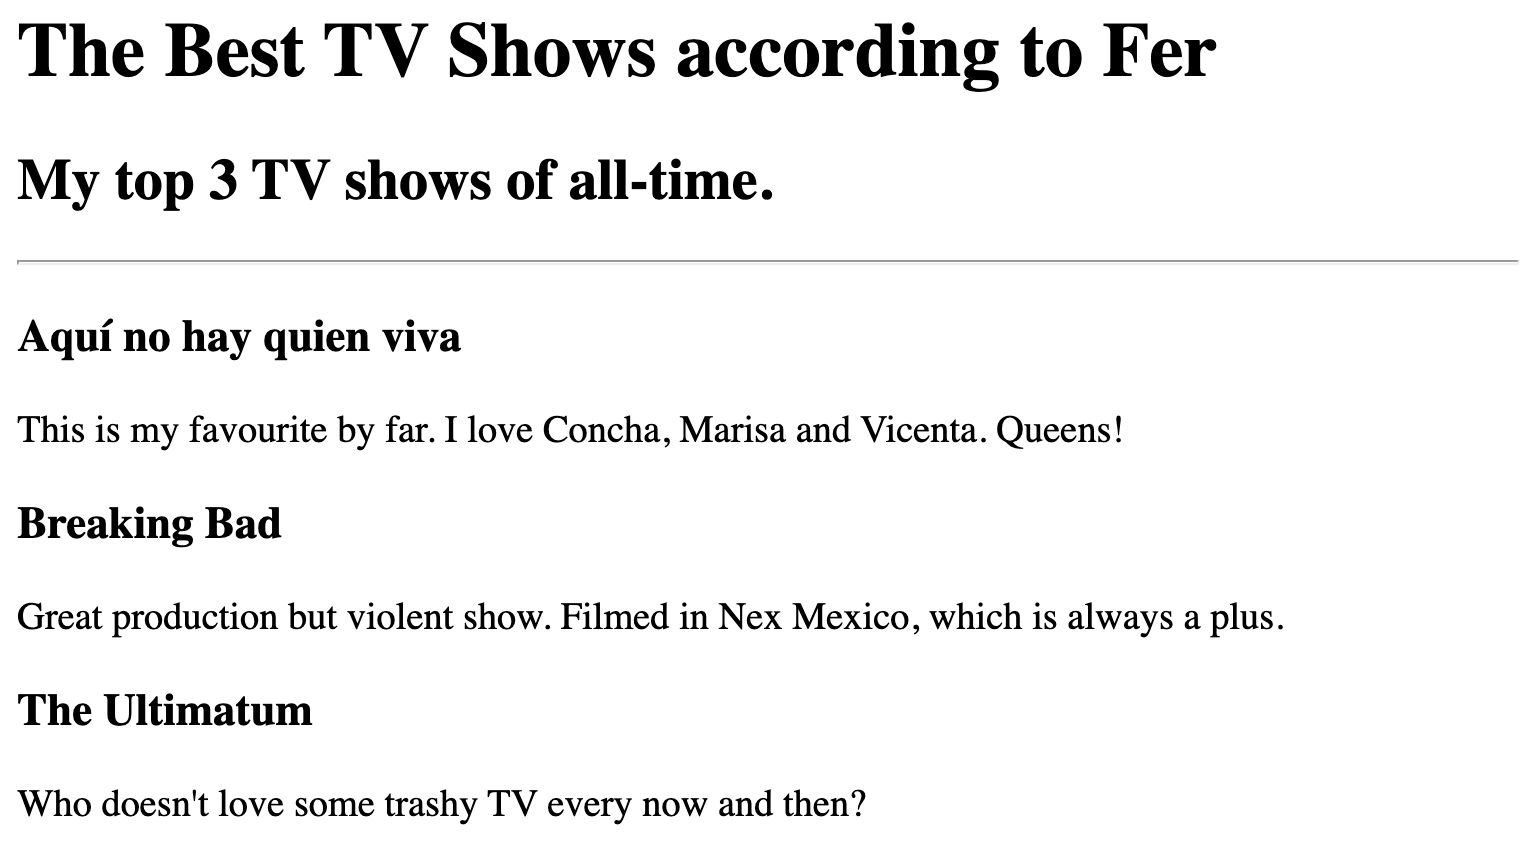 The Best TV Shows according to Fer
My top 3 TV shows of all-time.
Aquí no hay quien viva
This is my favourite by far. I love Concha, Marisa and Vicenta. Queens!
Breaking Bad
Great production but violent show. Filmed in Nex Mexico, which is always a plus.
The Ultimatum
Who doesn't love some trashy TV every now and then?